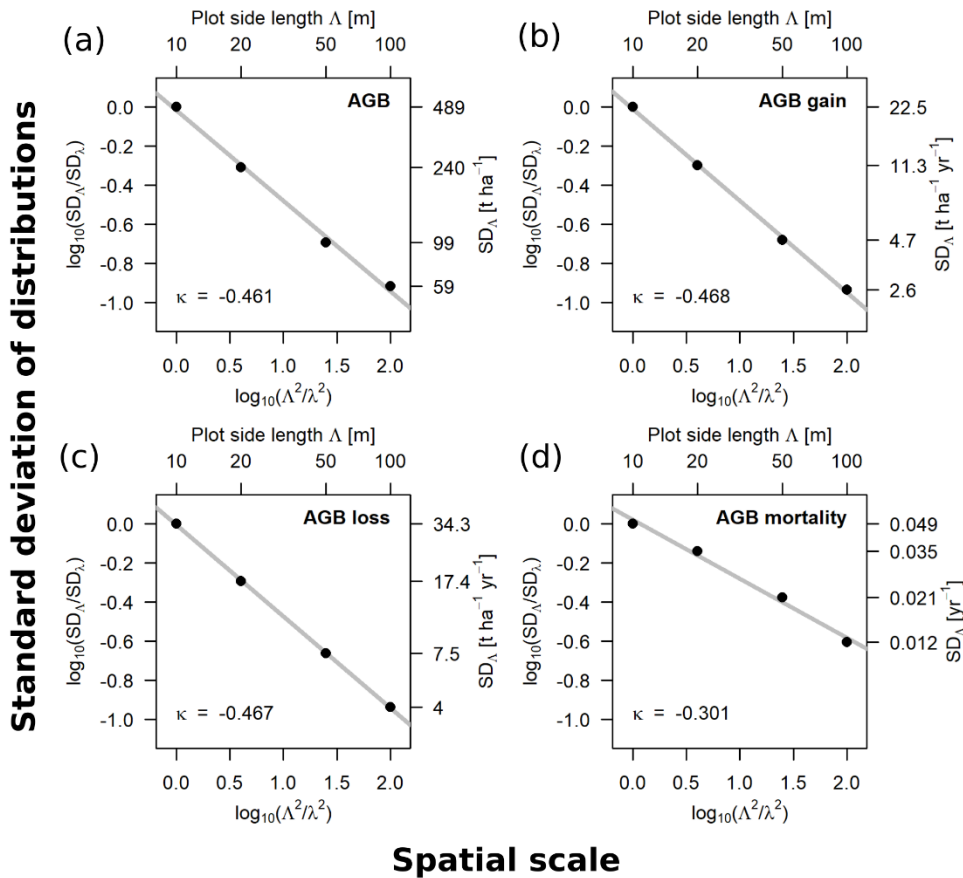 Standard deviation of distributions
(a)
Plot side length Λ [m]
10 20 50 100
AGB
0.0
-0.2
-0.4
-0.6
-0.8
-1.0
log10(SDΛ/SDλ)
489
240
99
59
SDΛ [t ha−1]
κ = -0.461
0.0 0.5 1.0 1.5 2.0
log10(Λ2/λ2)
(b)
Plot side length Λ [m]
10 20 50 100
AGB gain
0.0
-0.2
-0.4
-0.6
-0.8
-1.0
log10(SDΛ/SDλ)
22.5
11.3
4.7
2.6
SDΛ [t ha−1 yr−1]
κ = -0.468
0.0 0.5 1.0 1.5 2.0
log10(Λ2/λ2)
(c)
Plot side length Λ [m]
10 20 50 100
AGB loss
0.0
-0.2
-0.4
-0.6
-0.8
-1.0
log10(SDΛ/SDλ)
34.3
17.4
7.5
4
SDΛ [t ha−1 yr−1]
κ = -0.467
0.0 0.5 1.0 1.5 2.0
log10(Λ2/λ2)
(d)
Plot side length Λ [m]
10 20 50 100
AGB mortality
0.0
-0.2
-0.4
-0.6
-0.8
-1.0
log10(SDΛ/SDλ)
0.049
0.035
0.021
0.012
SDΛ [yr−1]
κ = -0.301
0.0 0.5 1.0 1.5 2.0
log10(Λ2/λ2)
Spatial scale